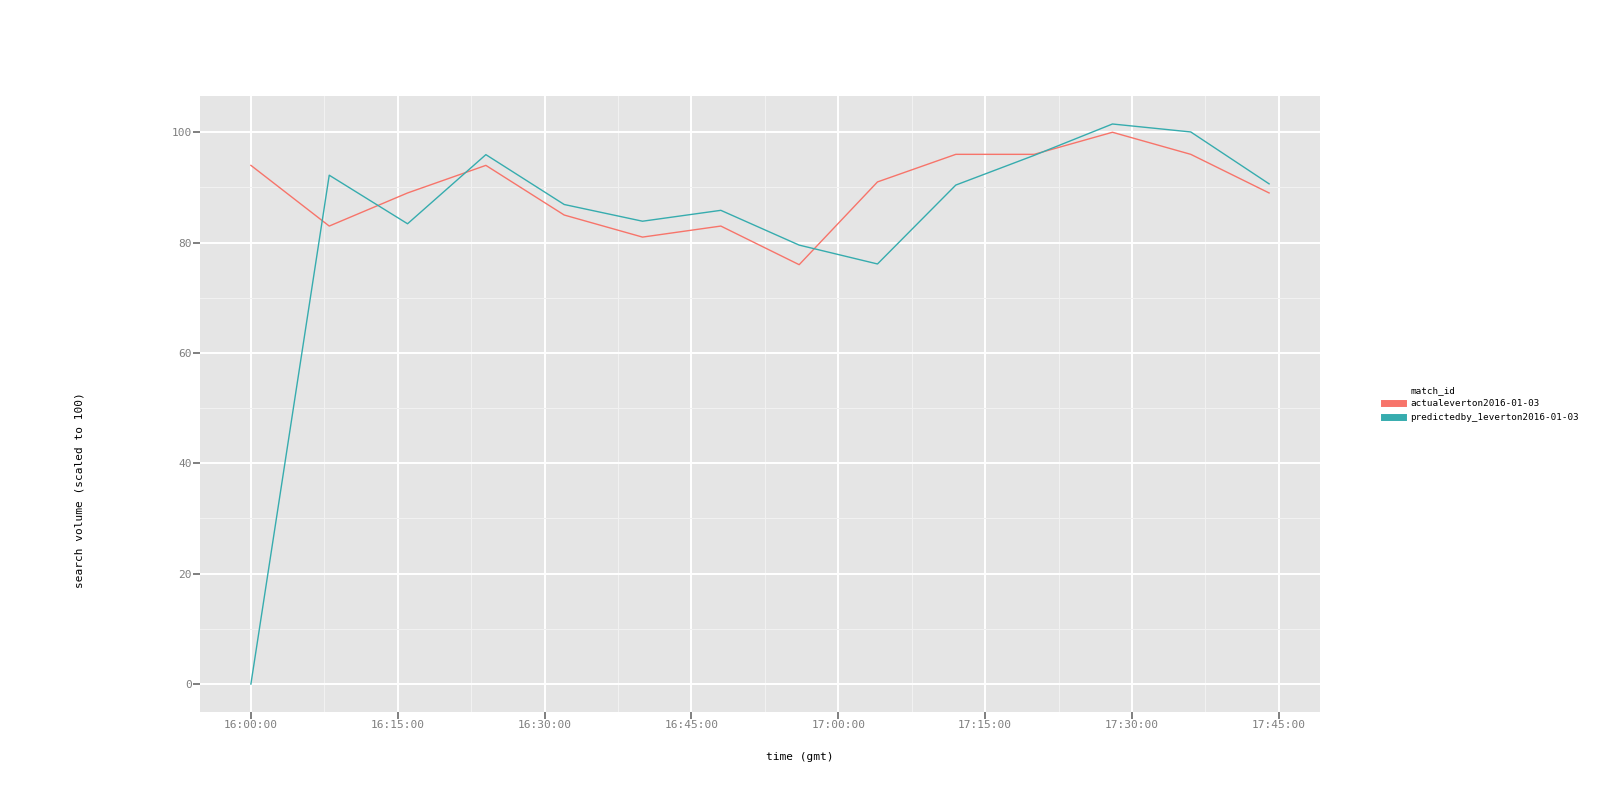 100
80
60
40
20
0
search volume (scaled to 100)
16:00:00 16:15:00 16:30:00 16:45:00 17:00:00 17:15:00 17:30:00 17:45:00
time (gmt)
match_id
actualeverton2016-01-03
predictedby_1everton2016-01-03